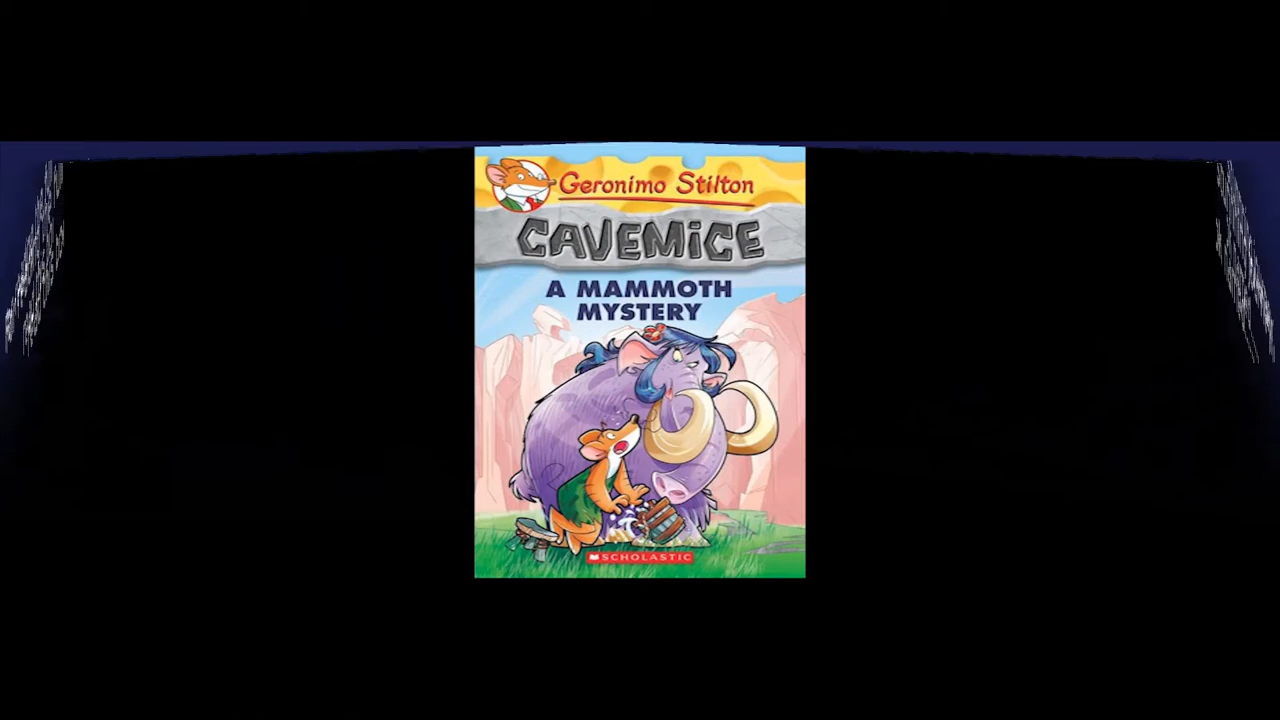 Geronimo Stilton
CAVEMiCE
A MAMMOTH
MYSTERY
SCHOLASTIC